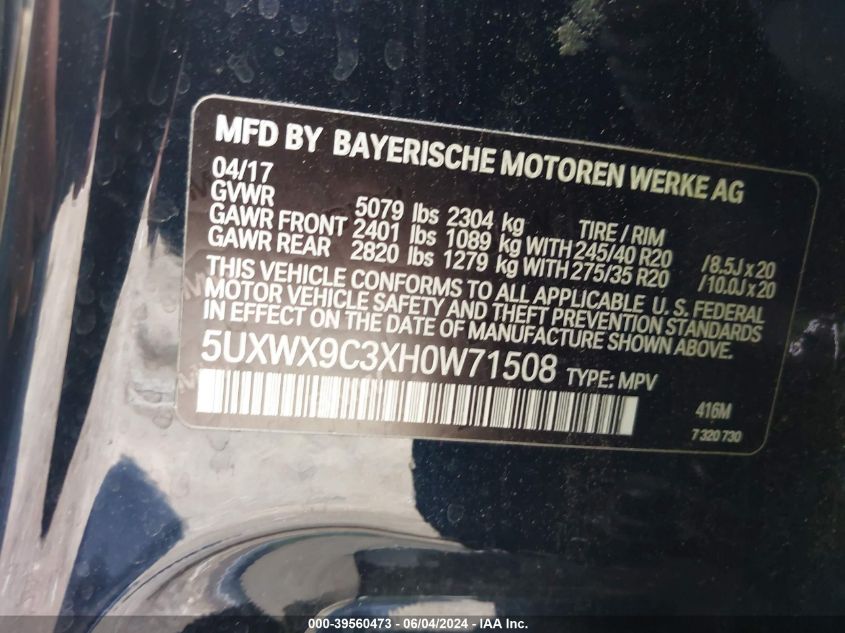 MFD BY BAYERISCHE MOTOREN WERKE AG
04/17
GVWR 5079 lbs 2304 kg TIRE / RIM
GAWR FRONT 2401 lbs 1089 kg WITH 245/40 R20 /8.5J x 20
GAWR REAR 2820 lbs 1279 kg WITH 275/35 R20 /10.0J x 20
THIS VEHICLE CONFORMS TO ALL APPLICABLE U. S. FEDERAL
MOTOR VEHICLE SAFETY AND THEFT PREVENTION STANDARDS
IN EFFECT ON THE DATE OF MANUFACTURE SHOWN ABOVE.
5UXWX9C3XH0W71508 TYPE: MPV
416M
7 320 730
000-39560473 - 06/04/2024 - IAA Inc.